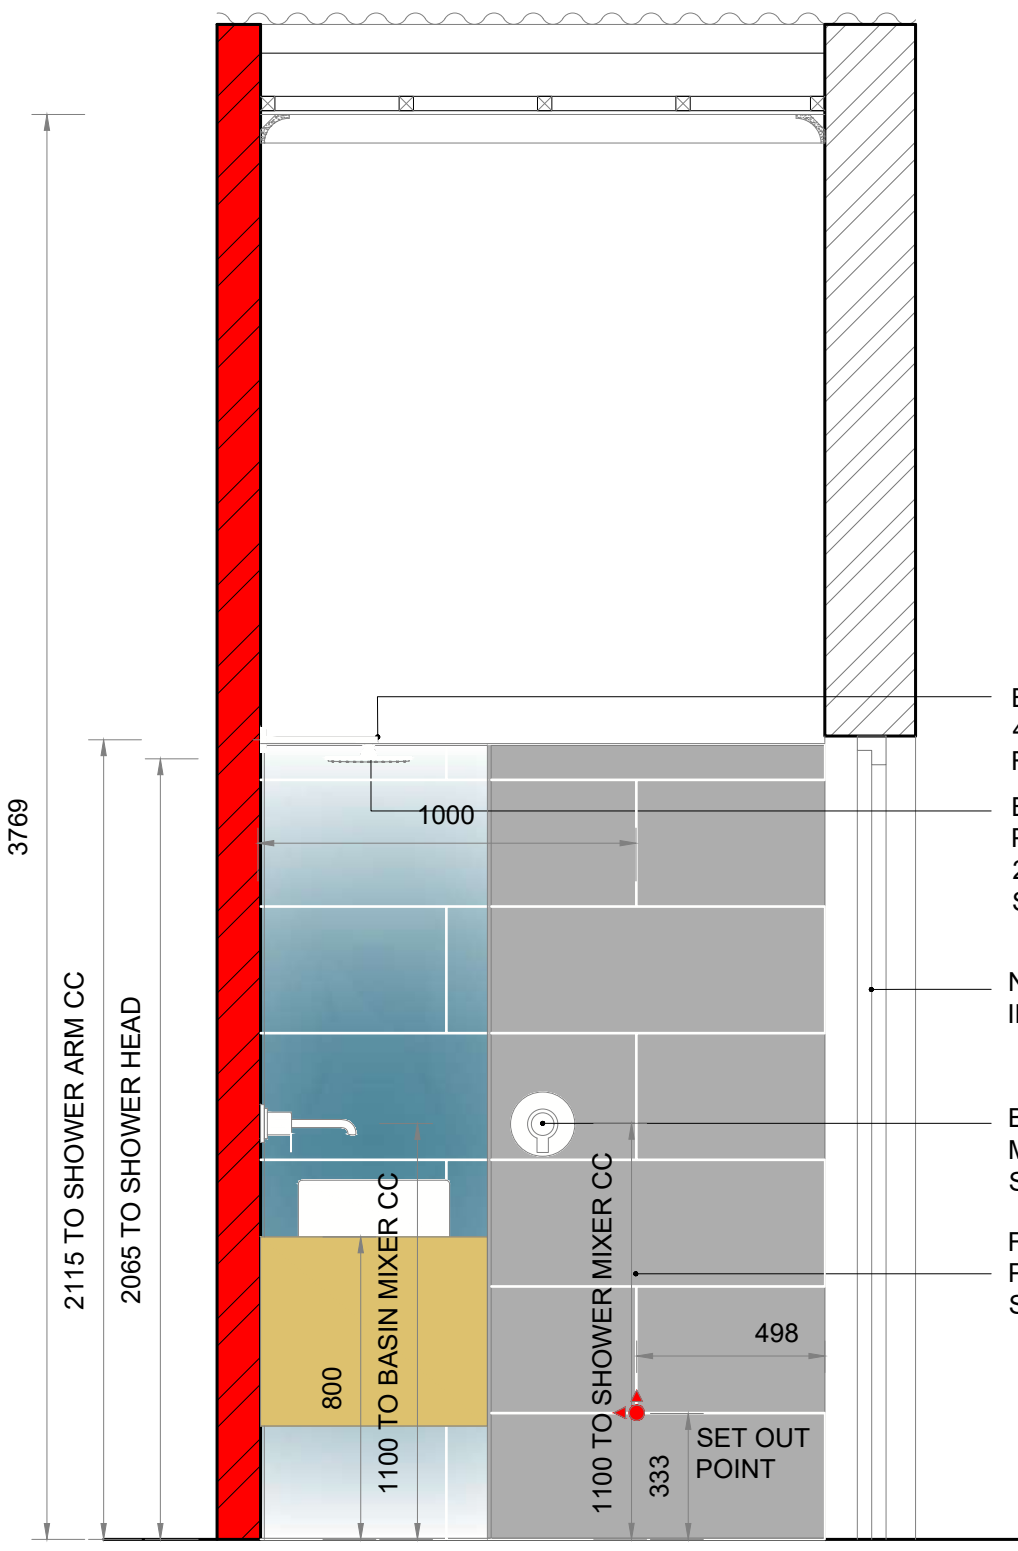 3769
2115 TO SHOWER ARM CC
2065 TO SHOWER HEAD
1000
800
1100 TO BASIN MIXER CC
1100 TO SHOWER MIXER CC
498
333
SET OUT
POINT